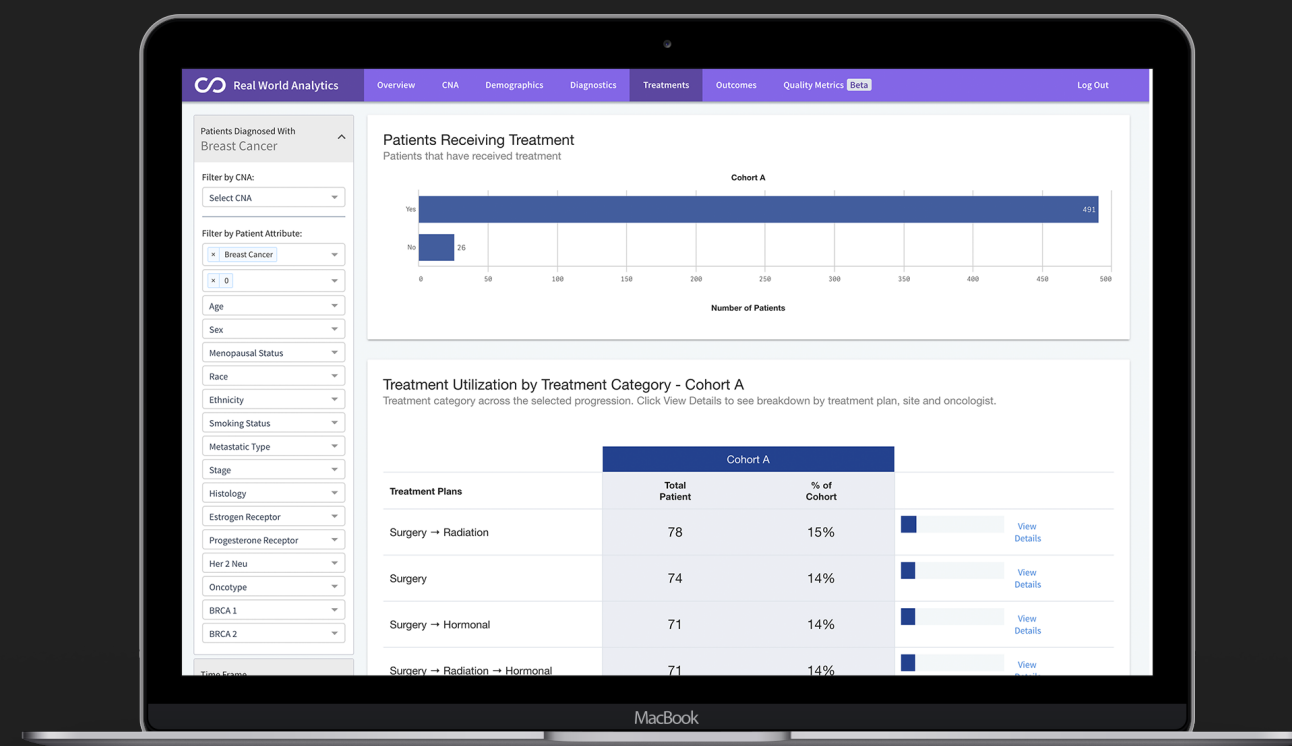 Real World Analytics
Overview
CNA
Demographics
Diagnostics
Treatments
Outcomes
Quality Metrics Beta
Log Out
Patients Diagnosed With
Breast Cancer
Filter by CNA:
Select CNA
Filter by Patient Attribute:
× Breast Cancer
× 0
Age
Sex
Menopausal Status
Race
Ethnicity
Smoking Status
Metastatic Type
Stage
Histology
Estrogen Receptor
Progesterone Receptor
Her 2 Neu
Oncotype
BRCA 1
BRCA 2
Time Frame
Patients Receiving Treatment
Patients that have received treatment
Cohort A
Yes 491
No 26
0 50 100 150 200 250 300 350 400 450 500
Number of Patients
Treatment Utilization by Treatment Category - Cohort A
Treatment category across the selected progression. Click View Details to see breakdown by treatment plan, site and oncologist.
Cohort A
Treatment Plans
Total
Patient
% of
Cohort
Surgery → Radiation 78 15% View
Details
Surgery 74 14% View
Details
Surgery → Hormonal 71 14% View
Details
Surgery → Radiation → Hormonal 71 14% View
MacBook